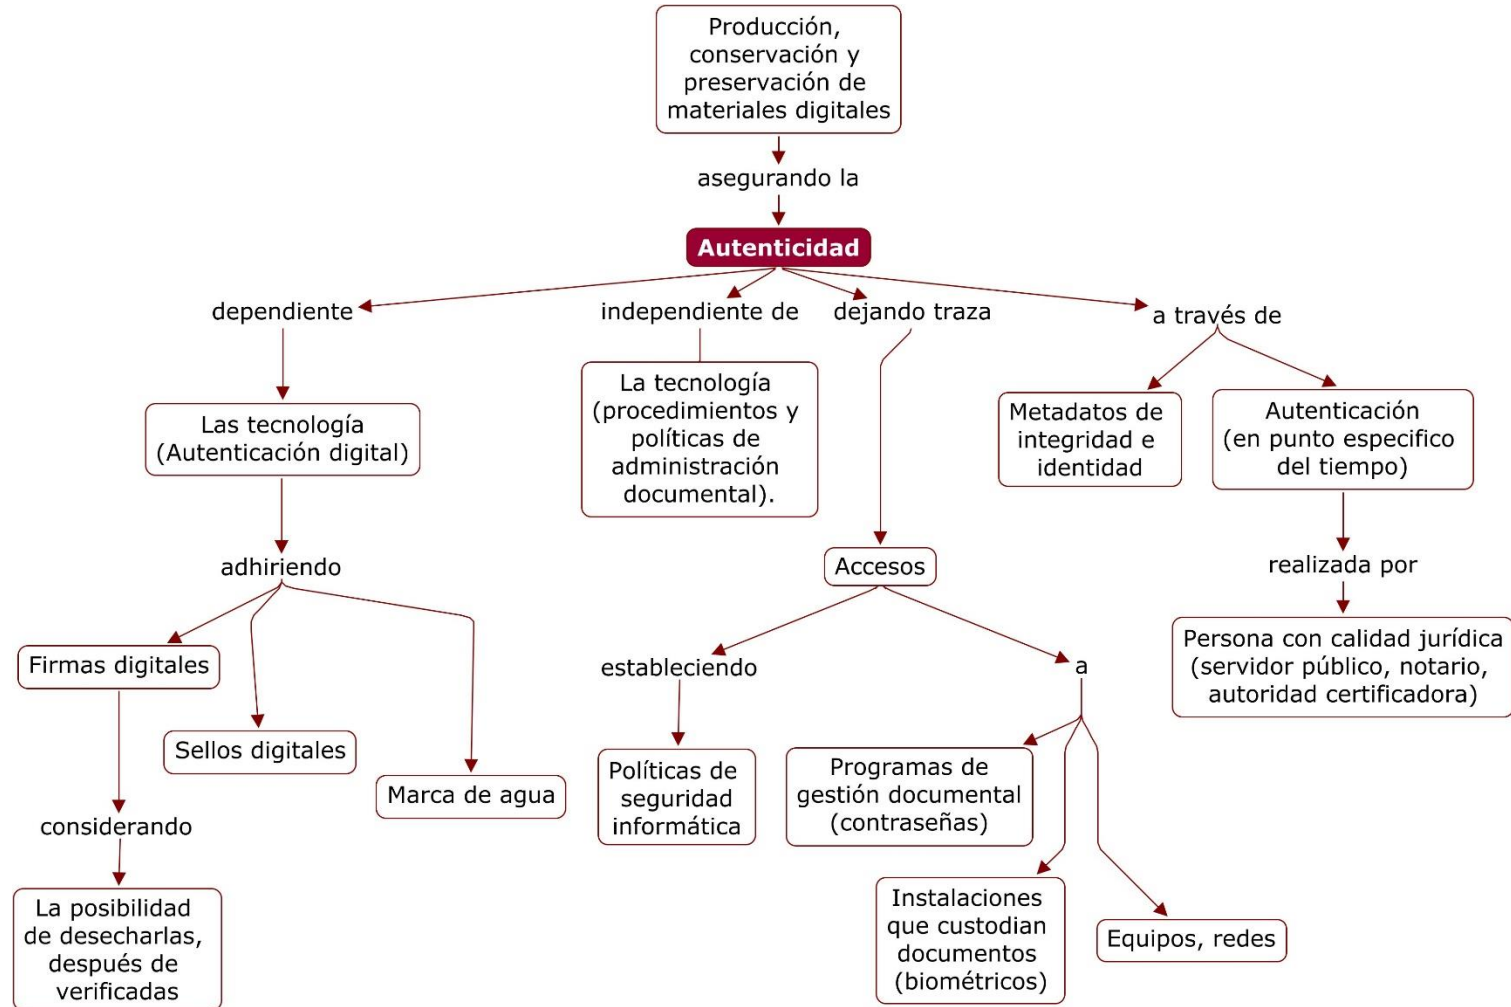 Producción,
conservación y
preservación de
materiales digitales
asegurando la
Autenticidad
dependiente
independiente de
dejando traza
a través de
Las tecnología
(Autenticación digital)
La tecnología
(procedimientos y
políticas de
administración
documental).
Metadatos de
integridad e
identidad
Autenticación
(en punto especifico
del tiempo)
adhiriendo
Accesos
realizada por
Firmas digitales
Sellos digitales
Marca de agua
estableciendo
a
Persona con calidad jurídica
(servidor público, notario,
autoridad certificadora)
considerando
Políticas de
seguridad
informática
Programas de
gestión documental
(contraseñas)
La posibilidad
de desecharlas,
después de
verificadas
Instalaciones
que custodian
documentos
(biométricos)
Equipos, redes